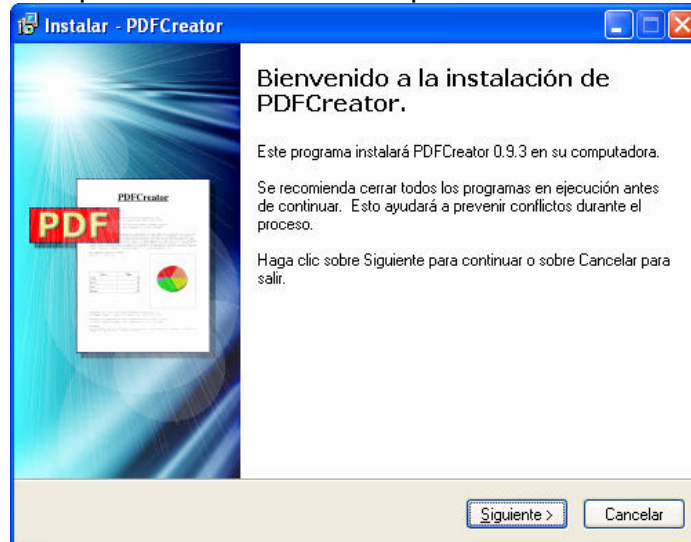 Instalar - PDFCreator
Bienvenido a la instalación de
PDFCreator.
Este programa instalará PDFCreator 0.9.3 en su computadora.
Se recomienda cerrar todos los programas en ejecución antes
de continuar. Esto ayudará a prevenir conflictos durante el
proceso.
Haga clic sobre Siguiente para continuar o sobre Cancelar para
salir.
PDFCreator
PDF
Siguiente >
Cancelar